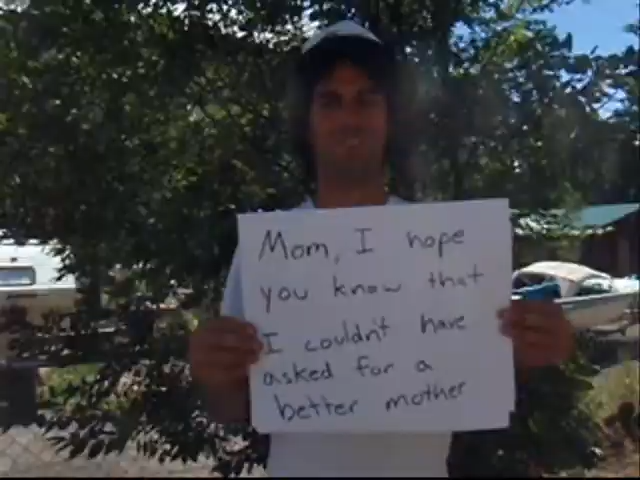 Mom, I hope
you know that
I couldn't have
asked for a
better mother